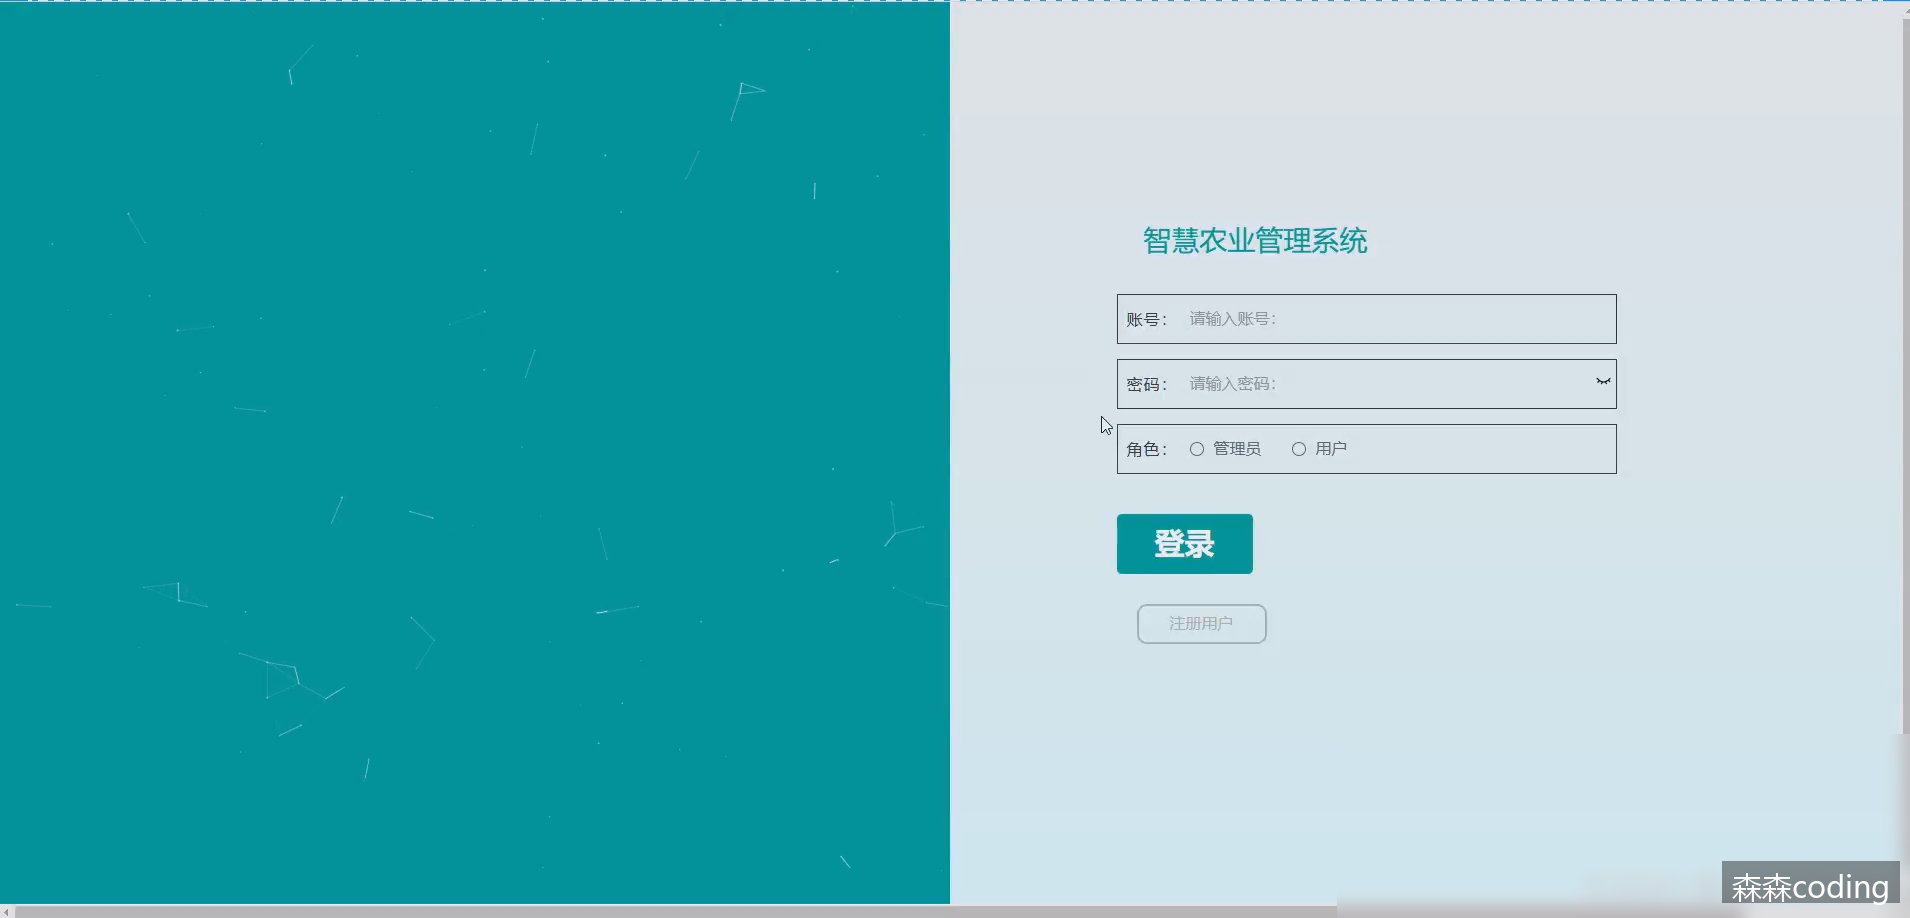 智慧农业管理系统
账号： 请输入账号：
密码： 请输入密码：
角色： 管理员 用户
登录
注册用户
森森coding